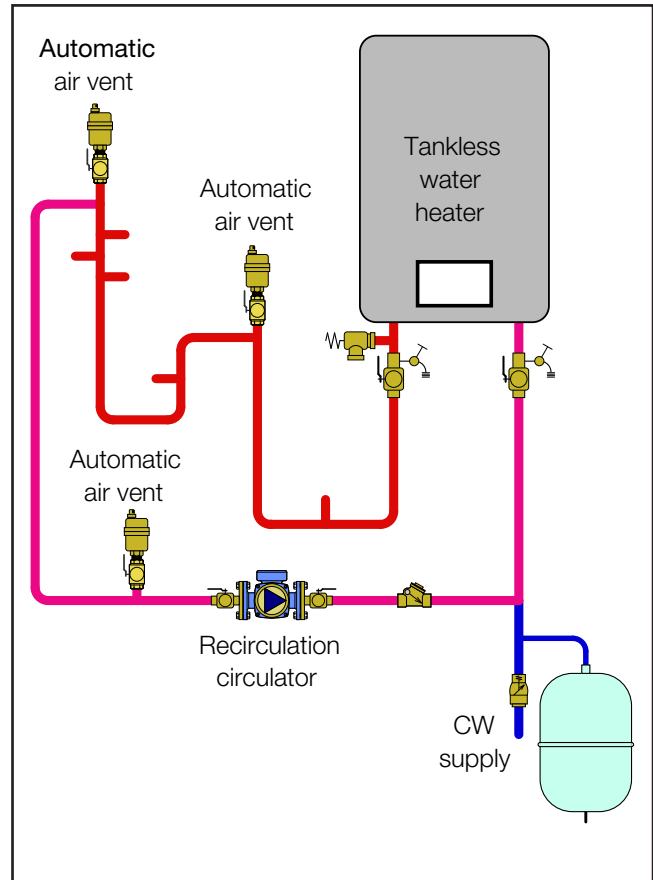 Automatic
air vent
Automatic
air vent
Tankless
water
heater
Automatic
air vent
Recirculation
circulator
CW
supply